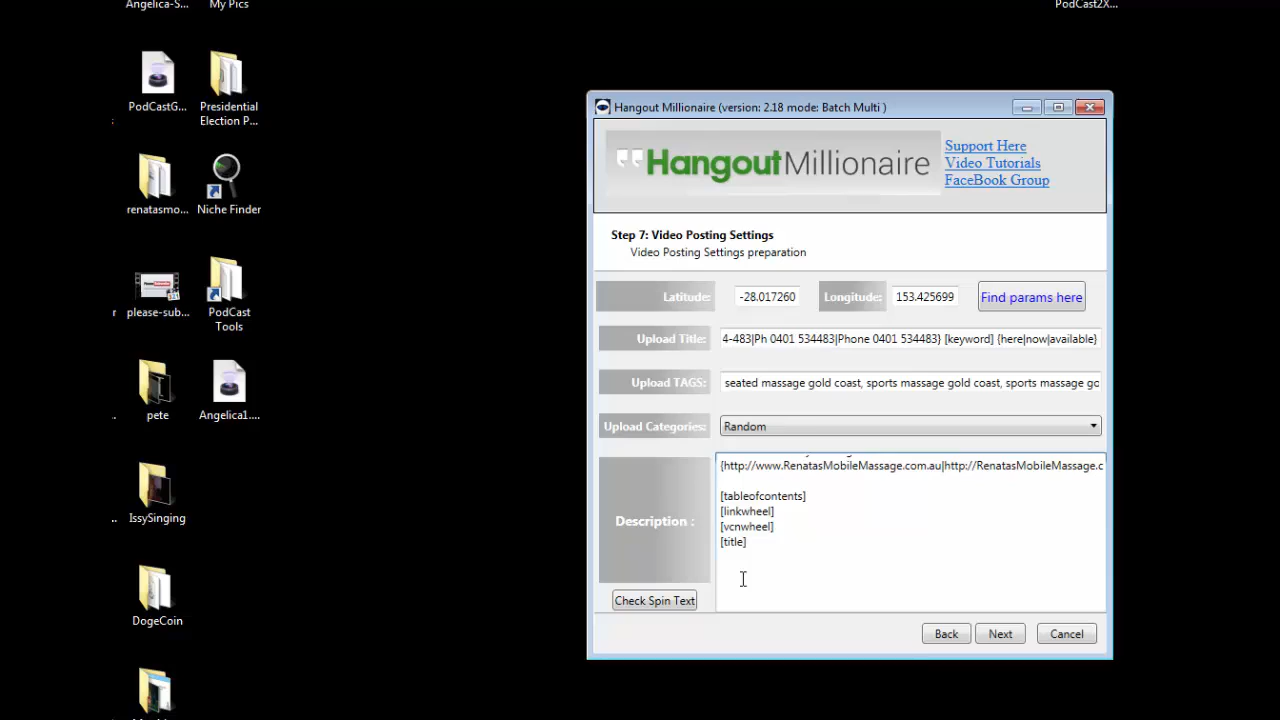 Angelica-S...
My Pics
PodCast2X...
PodCastG...
Presidential
Election P...
renatasmo...
Niche Finder
please-sub...
PodCast
Tools
pete
Angelica1....
IssySinging
DogeCoin
Hangout Millionaire (version: 2.18 mode: Batch Multi )
HangoutMillionaire
Support Here
Video Tutorials
FaceBook Group
Step 7: Video Posting Settings
Video Posting Settings preparation
Latitude: -28.017260 Longitude: 153.425699 Find params here
Upload Title: 4-483|Ph 0401 534483|Phone 0401 534483} [keyword] {here|now|available}
Upload TAGS: seated massage gold coast, sports massage gold coast, sports massage go
Upload Categories: Random
Description :
{http://www.RenatasMobileMassage.com.au|http://RenatasMobileMassage.c
[tableofcontents]
[linkwheel]
[vcnwheel]
[title]
Check Spin Text
Back Next Cancel